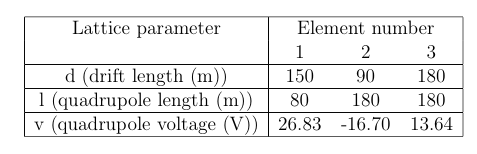 Lattice parameter Element number
1 2 3
d (drift length (m)) 150 90 180
l (quadrupole length (m)) 80 180 180
v (quadrupole voltage (V)) 26.83 -16.70 13.64